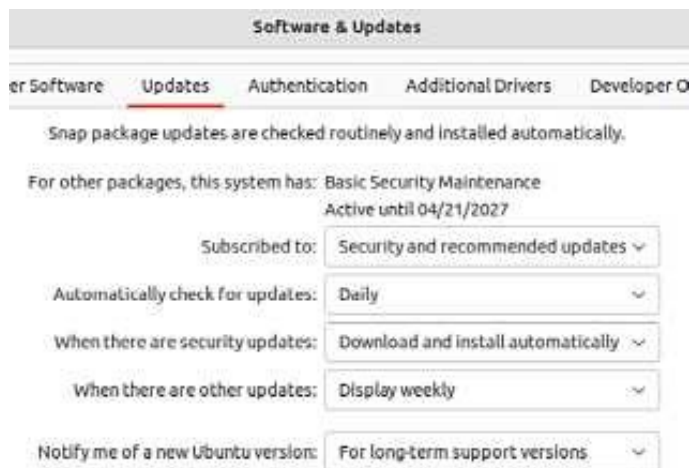 Software & Updates
er Software Updates Authentication Additional Drivers Developer O
Snap package updates are checked routinely and installed automatically.
For other packages, this system has: Basic Security Maintenance
Active until 04/21/2027
Subscribed to: Security and recommended updates
Automatically check for updates: Daily
When there are security updates: Download and install automatically
When there are other updates: Display weekly
Notify me of a new Ubuntu version: For long-term support versions